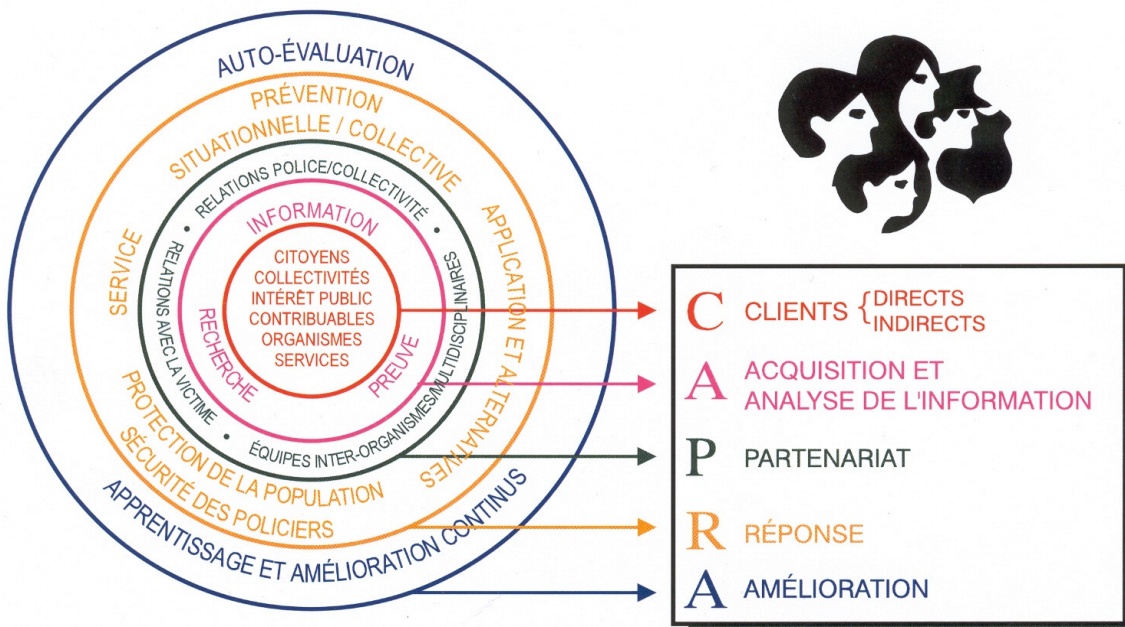 AUTO-ÉVALUATION
PRÉVENTION
SITUATIONNELLE / COLLECTIVE
SERVICE
APPLICATION ET ALTERNATIVES
PROTECTION DE LA POPULATION
SÉCURITÉ DES POLICIERS
APPRENTISSAGE ET AMÉLIORATION CONTINUS
• RELATIONS POLICE/COLLECTIVITÉ •
RELATIONS AVEC LA VICTIME •
ÉQUIPES INTER-ORGANISMES/MULTIDISCIPLINAIRES
INFORMATION
RECHERCHE
PREUVE
CITOYENS
COLLECTIVITÉS
INTÉRÊT PUBLIC
CONTRIBUABLES
ORGANISMES
SERVICES
C CLIENTS { DIRECTS
INDIRECTS
A ACQUISITION ET
ANALYSE DE L'INFORMATION
P PARTENARIAT
R RÉPONSE
A AMÉLIORATION